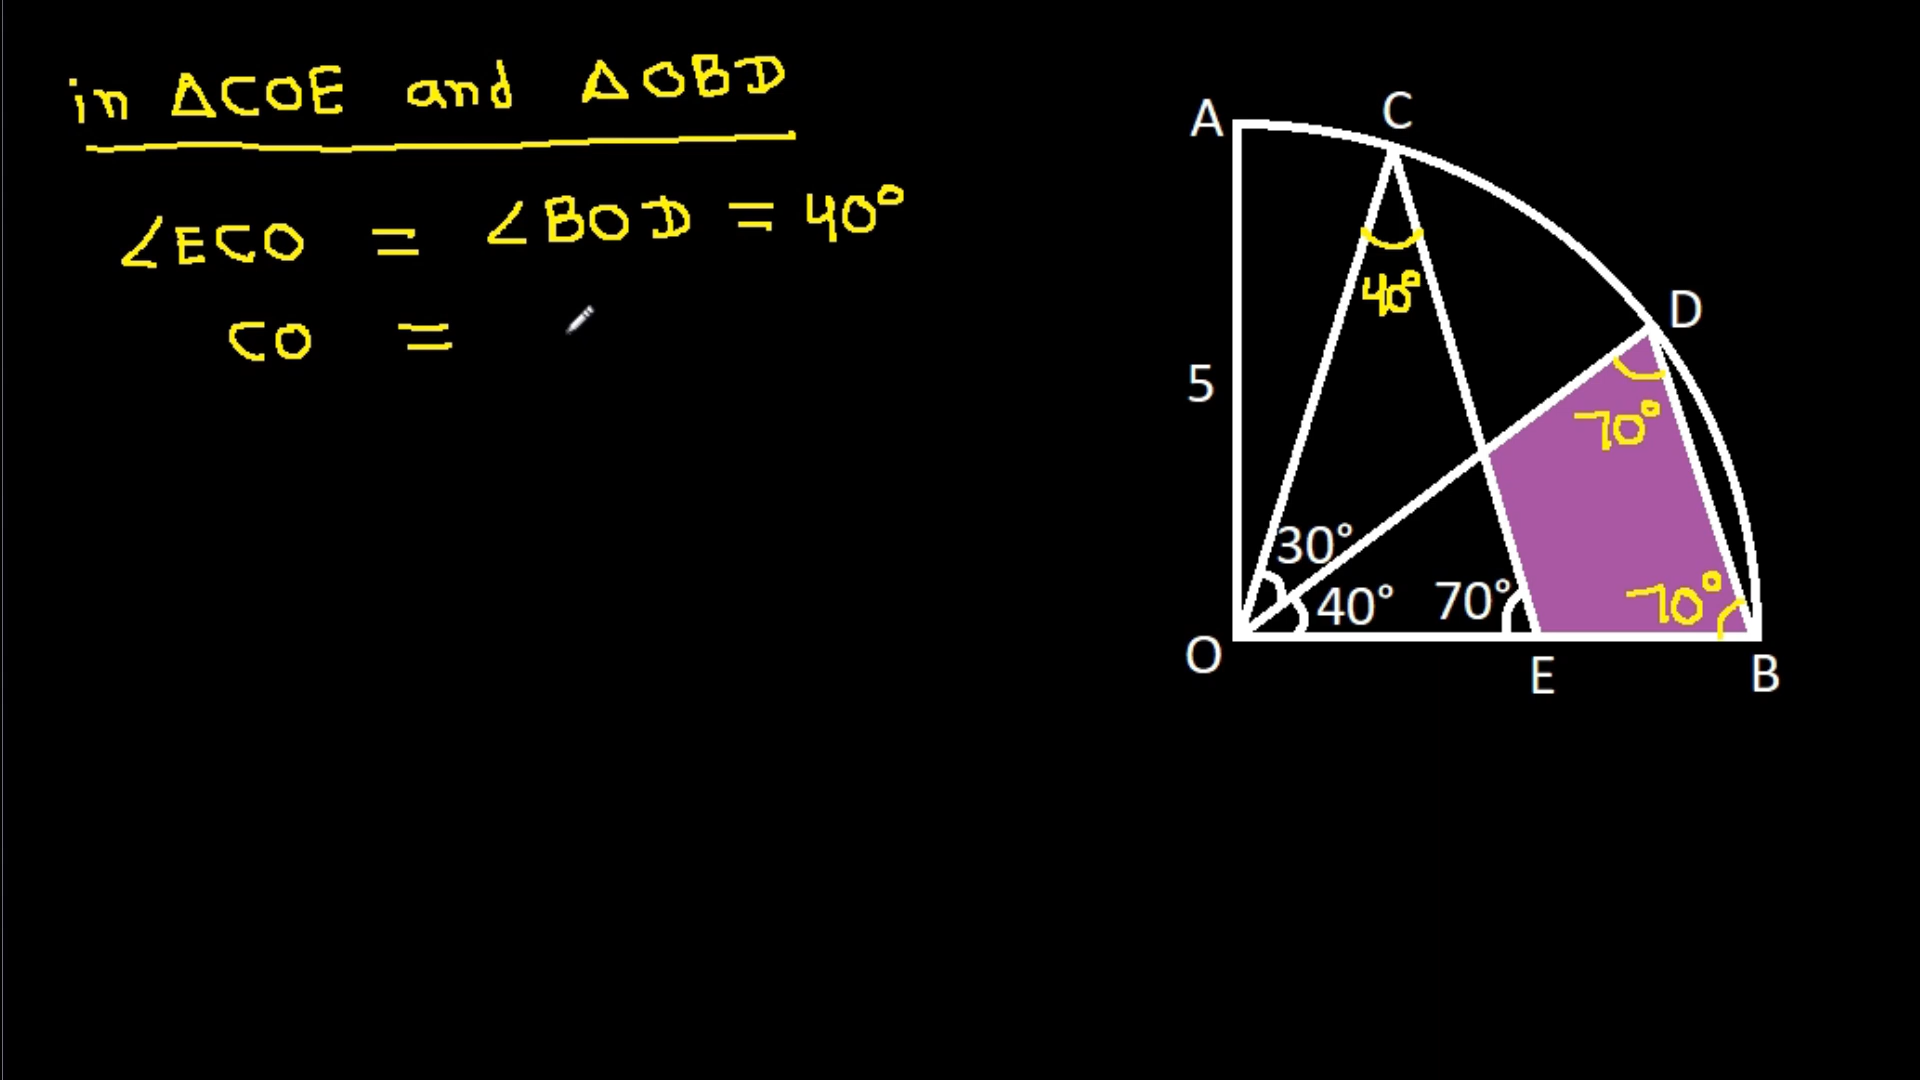 in ΔCOE and ΔOBD
∠ECO = ∠BOD = 40°
CO =
A
C
40°
D
5
70°
30°
40°
70°
70°
O
E
B